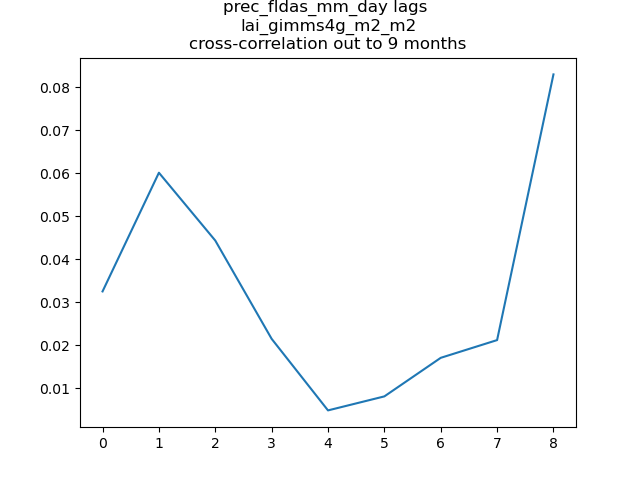 prec_fldas_mm_day lags
lai_gimms4g_m2_m2
cross-correlation out to 9 months
0.08
0.07
0.06
0.05
0.04
0.03
0.02
0.01
0 1 2 3 4 5 6 7 8